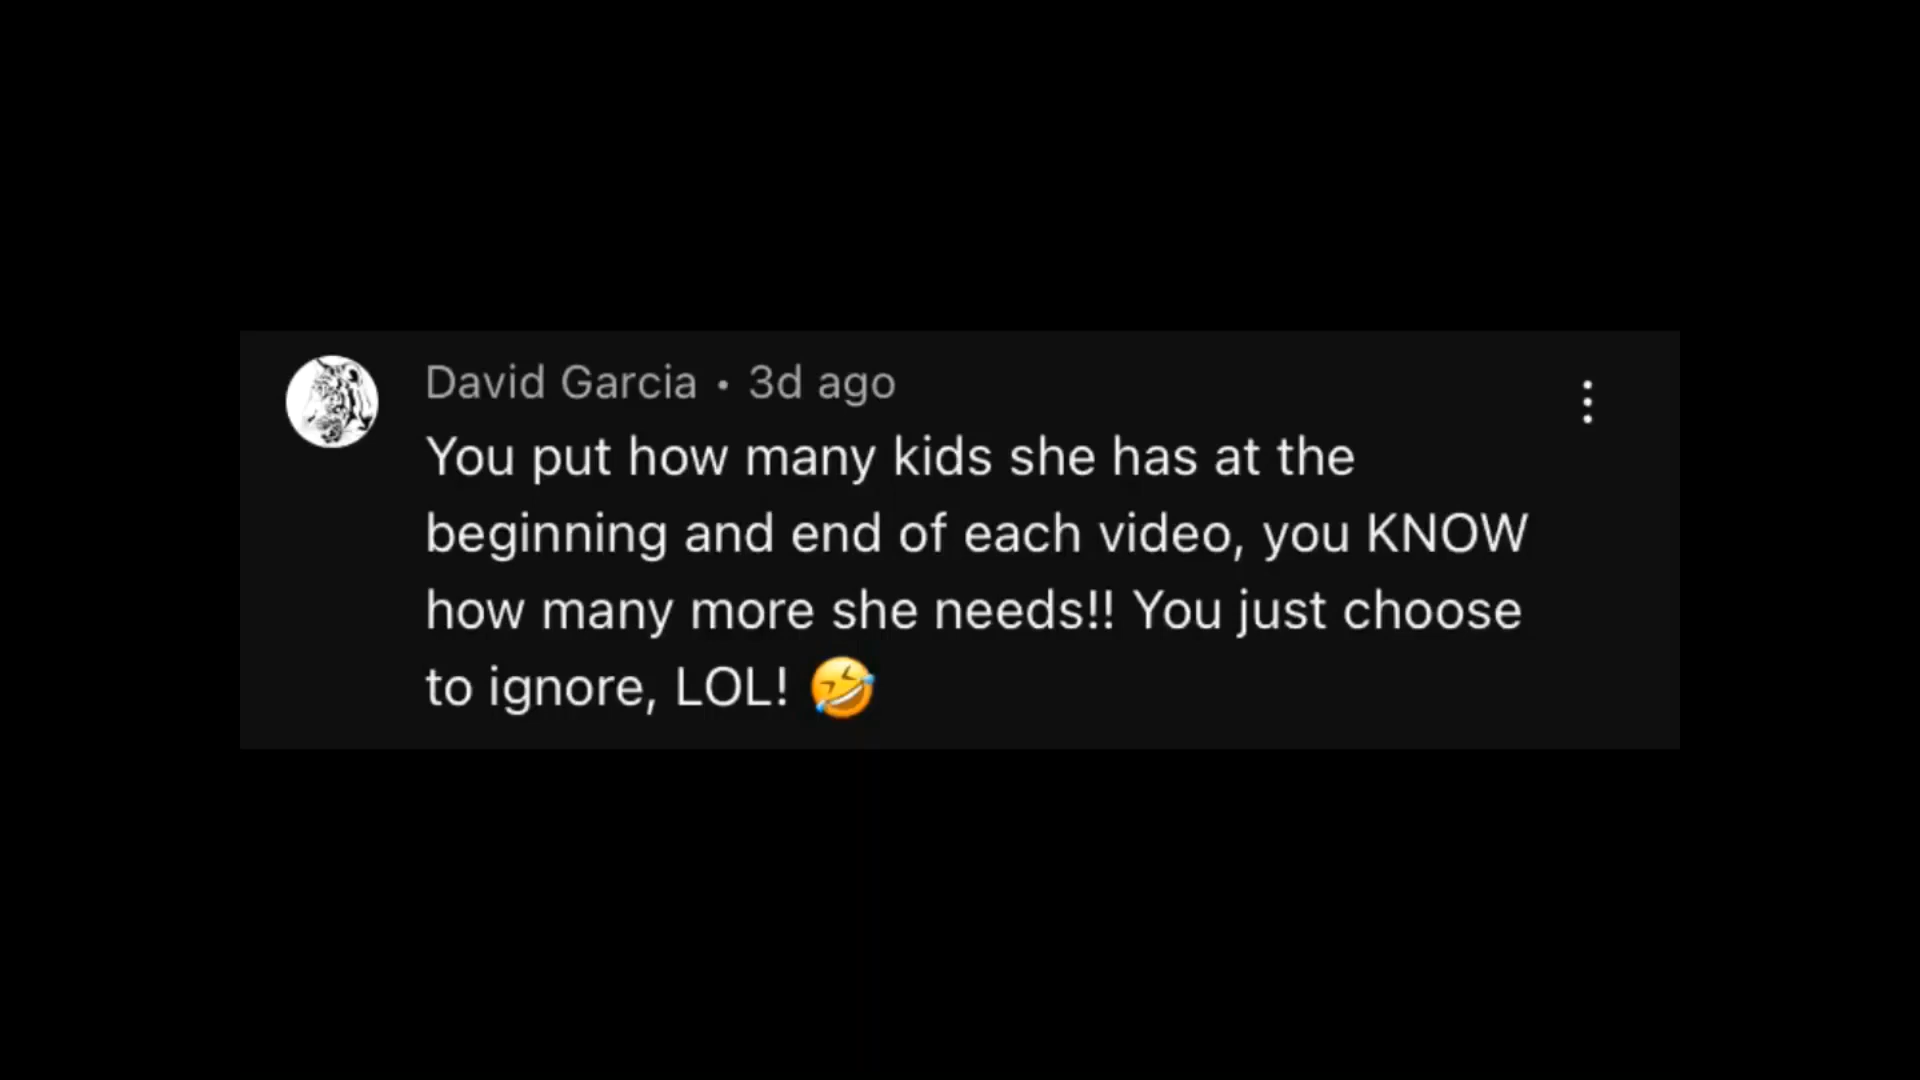 David Garcia • 3d ago
You put how many kids she has at the
beginning and end of each video, you KNOW
how many more she needs!! You just choose
to ignore, LOL! 🤣